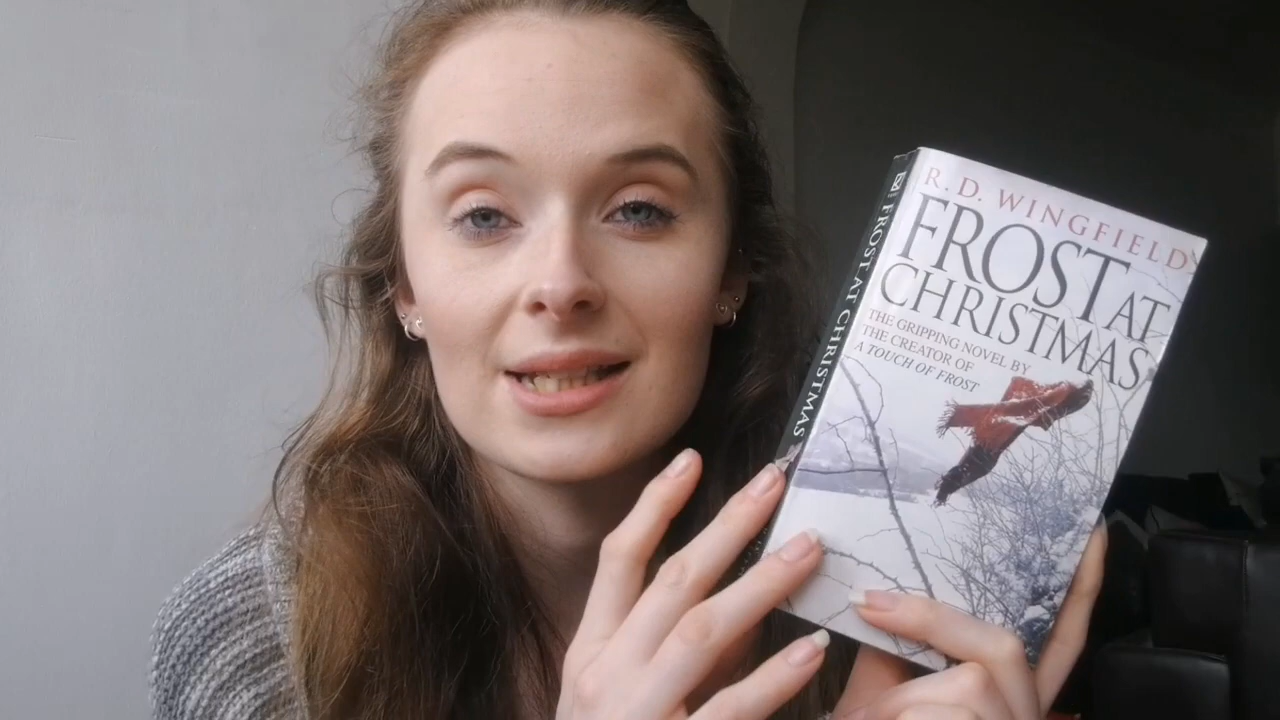 R. D. WINGFIELD
FROST AT
CHRISTMAS
THE GRIPPING NOVEL BY
THE CREATOR OF
A TOUCH OF FROST
FROST AT CHRISTMAS